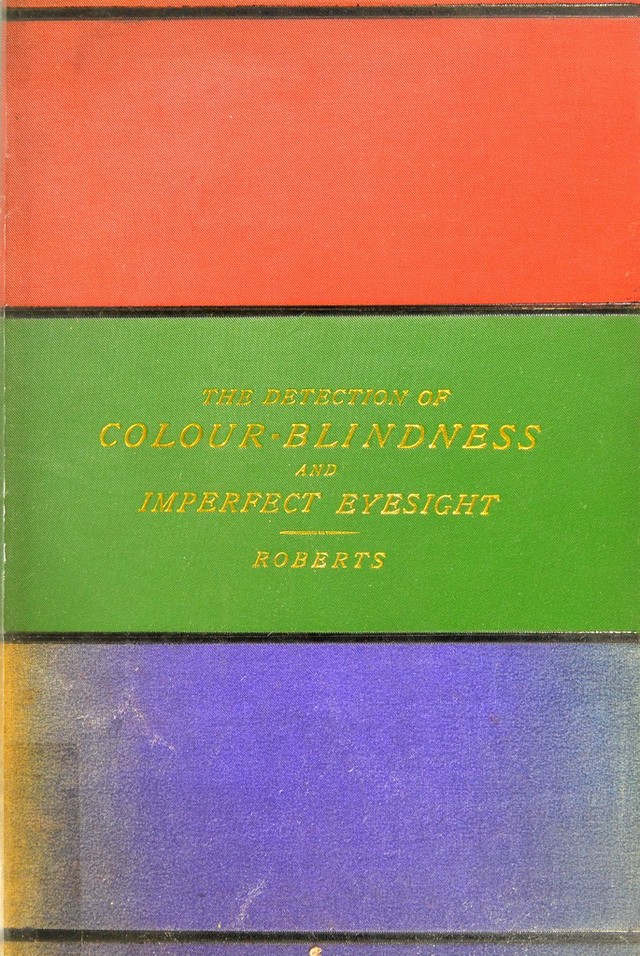 THE DETECTION OF
COLOUR-BLINDNESS
AND
IMPERFECT EYESIGHT
ROBERTS